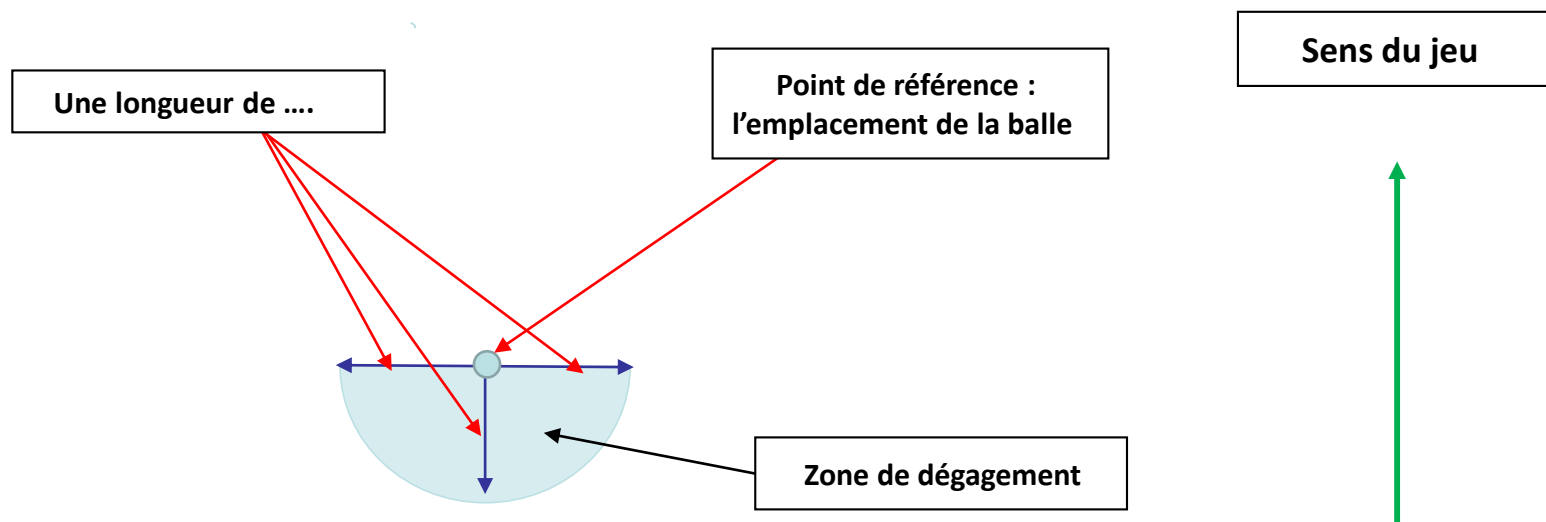 Sens du jeu
Une longueur de ....
Point de référence :
l'emplacement de la balle
Zone de dégagement